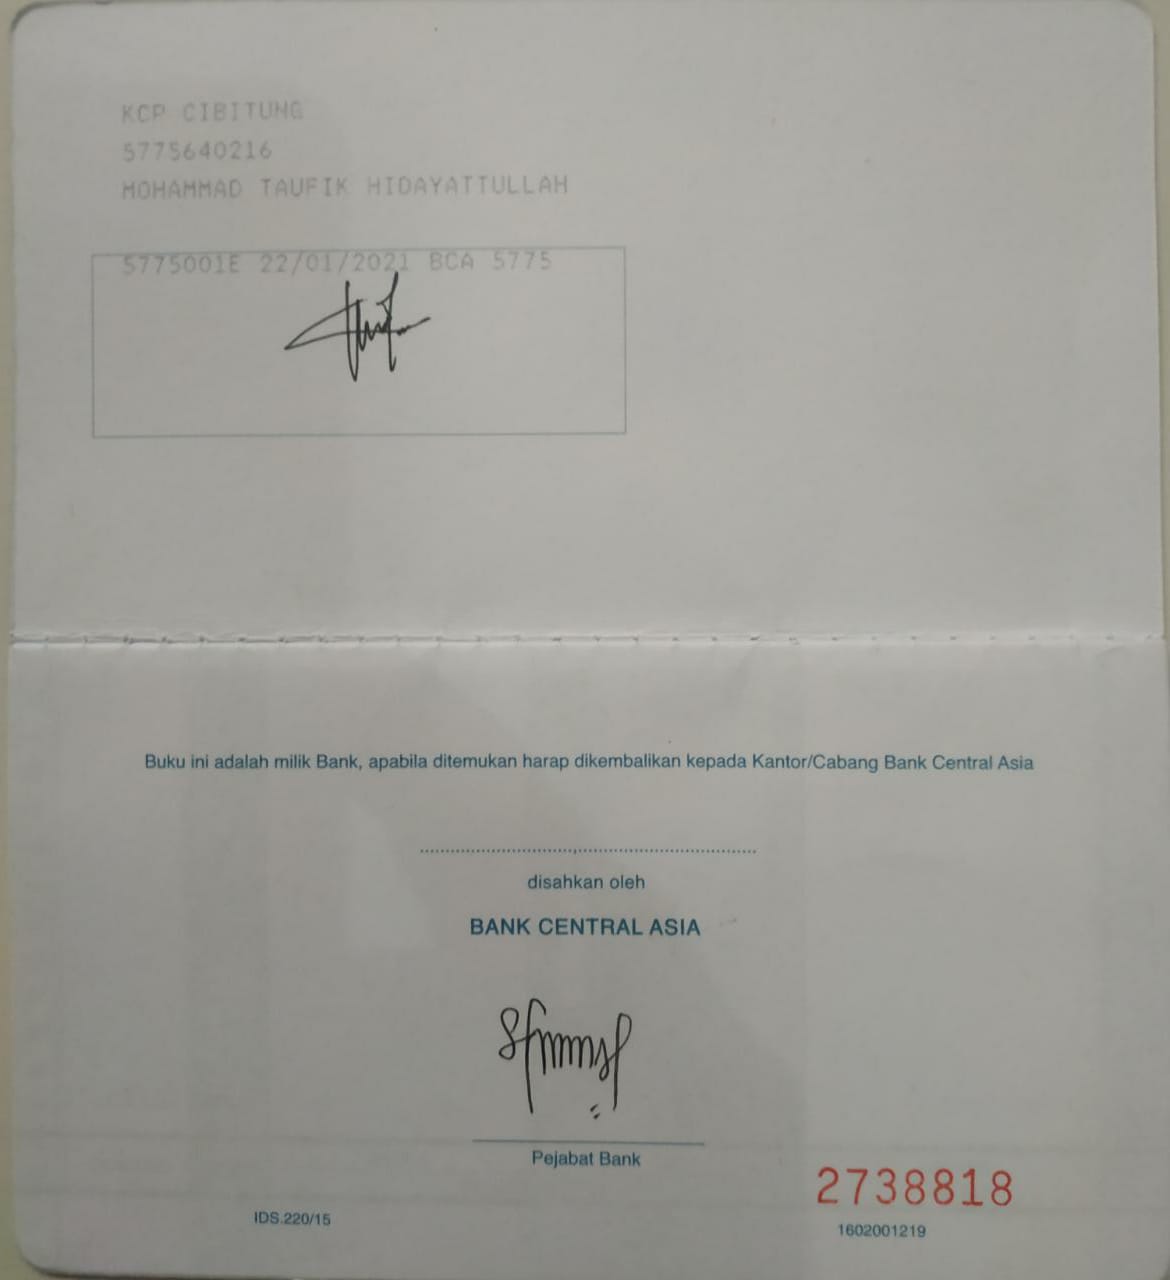 KCP CIBITUNG
5775640216
MOHAMMAD TAUFIK HIDAYATTULLAH
5775001E 22/01/2021 BCA 5775
Buku ini adalah milik Bank, apabila ditemukan harap dikembalikan kepada Kantor/Cabang Bank Central Asia
disahkan oleh
BANK CENTRAL ASIA
Pejabat Bank
2738818
IDS.220/15
1602001219